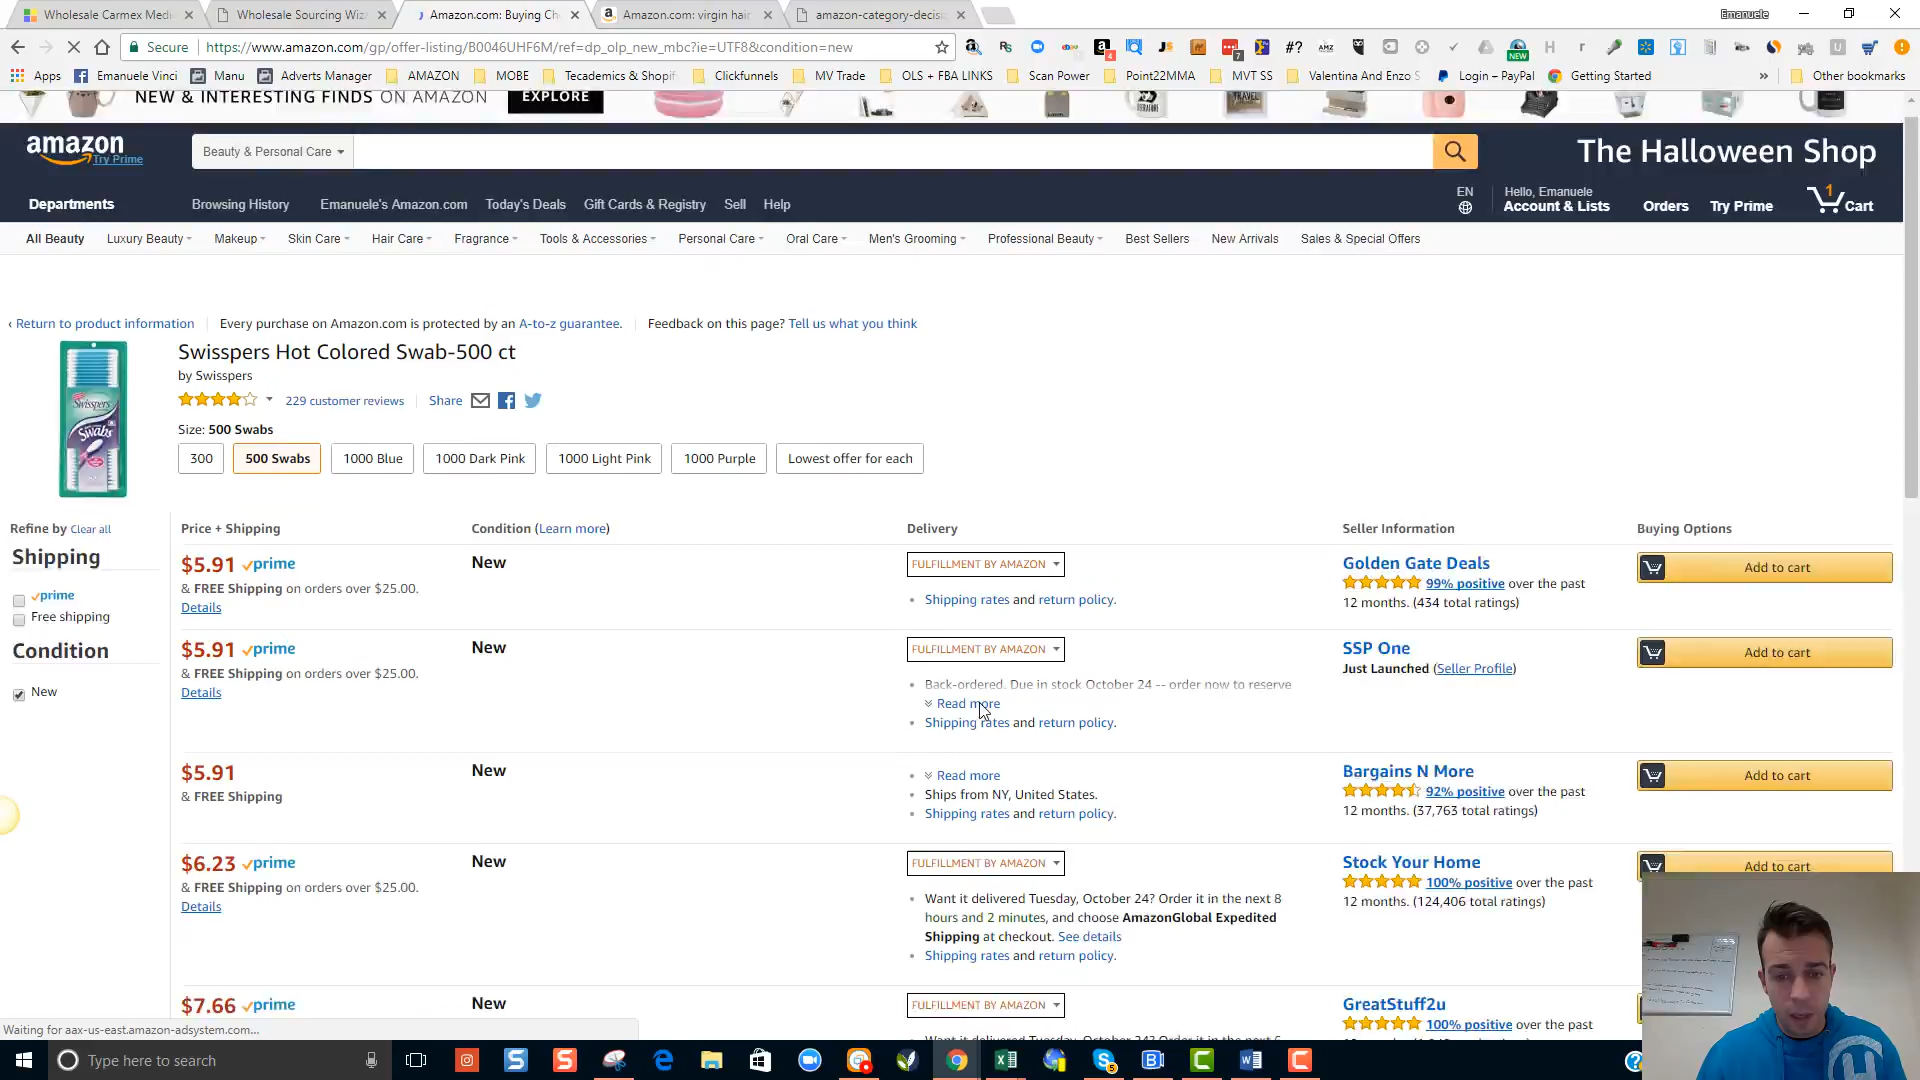 Wholesale Carmex Medi
Wholesale Sourcing Wiz
Amazon.com: Buying Ch
Amazon.com: virgin hair
amazon-category-decisi
Emanuele
Secure
https://www.amazon.com/gp/offer-listing/B0046UHF6M/ref=dp_olp_new_mbc?ie=UTF8&condition=new
Apps
Emanuele Vinci
Manu
Adverts Manager
AMAZON
MOBE
Tecademics & Shopif
Clickfunnels
MV Trade
OLS + FBA LINKS
Scan Power
Point22MMA
MVT SS
Valentina And Enzo S
Login – PayPal
Getting Started
Other bookmarks
NEW & INTERESTING FINDS ON AMAZON EXPLORE
amazon
Try Prime
Beauty & Personal Care
The Halloween Shop
Departments
Browsing History
Emanuele's Amazon.com
Today's Deals
Gift Cards & Registry
Sell
Help
EN
Hello, Emanuele
Account & Lists
Orders
Try Prime
1
Cart
All Beauty
Luxury Beauty
Makeup
Skin Care
Hair Care
Fragrance
Tools & Accessories
Personal Care
Oral Care
Men's Grooming
Professional Beauty
Best Sellers
New Arrivals
Sales & Special Offers
‹ Return to product information
Every purchase on Amazon.com is protected by an A-to-z guarantee.
Feedback on this page? Tell us what you think
Swisspers Hot Colored Swab-500 ct
by Swisspers
229 customer reviews
Share
Size: 500 Swabs
300
500 Swabs
1000 Blue
1000 Dark Pink
1000 Light Pink
1000 Purple
Lowest offer for each
Swisspers
Swabs
Refine by Clear all
Shipping
prime
Free shipping
Condition
New
Price + Shipping
Condition (Learn more)
Delivery
Seller Information
Buying Options
$5.91 prime
& FREE Shipping on orders over $25.00.
Details
New
FULFILLMENT BY AMAZON
• Shipping rates and return policy.
Golden Gate Deals
99% positive over the past
12 months. (434 total ratings)
Add to cart
$5.91 prime
& FREE Shipping on orders over $25.00.
Details
New
FULFILLMENT BY AMAZON
• Back-ordered. Due in stock October 24 -- order now to reserve
Read more
• Shipping rates and return policy.
SSP One
Just Launched (Seller Profile)
Add to cart
$5.91
& FREE Shipping
New
• Read more
• Ships from NY, United States.
• Shipping rates and return policy.
Bargains N More
92% positive over the past
12 months. (37,763 total ratings)
Add to cart
$6.23 prime
& FREE Shipping on orders over $25.00.
Details
New
FULFILLMENT BY AMAZON
• Want it delivered Tuesday, October 24? Order it in the next 8
hours and 2 minutes, and choose AmazonGlobal Expedited
Shipping at checkout. See details
• Shipping rates and return policy.
Stock Your Home
100% positive over the past
12 months. (124,406 total ratings)
Add to cart
$7.66 prime
New
FULFILLMENT BY AMAZON
GreatStuff2u
100% positive over the past
Waiting for aax-us-east.amazon-adsystem.com...
Type here to search